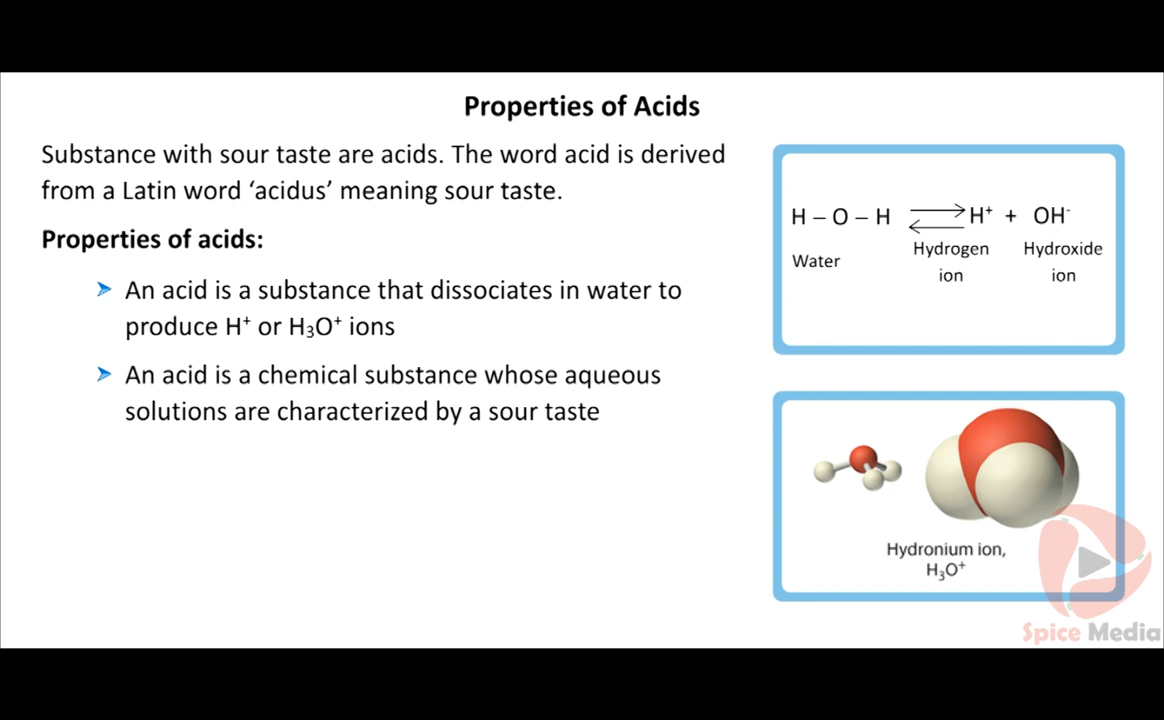 Properties of Acids
Substance with sour taste are acids. The word acid is derived
from a Latin word ‘acidus’ meaning sour taste.
Properties of acids:
An acid is a substance that dissociates in water to
produce H⁺ or H₃O⁺ ions
An acid is a chemical substance whose aqueous
solutions are characterized by a sour taste
H – O – H ⇌ H⁺ + OH⁻
Water Hydrogen ion Hydroxide ion
Hydronium ion,
H₃O⁺
Spice Media